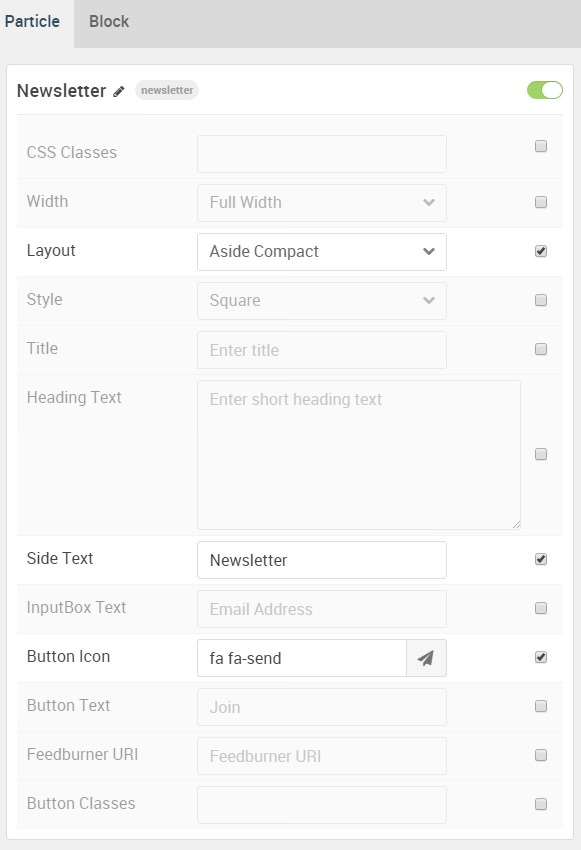 Particle Block
Newsletter newsletter
CSS Classes
Width Full Width
Layout Aside Compact
Style Square
Title Enter title
Heading Text Enter short heading text
Side Text Newsletter
InputBox Text Email Address
Button Icon fa fa-send
Button Text Join
Feedburner URI Feedburner URI
Button Classes